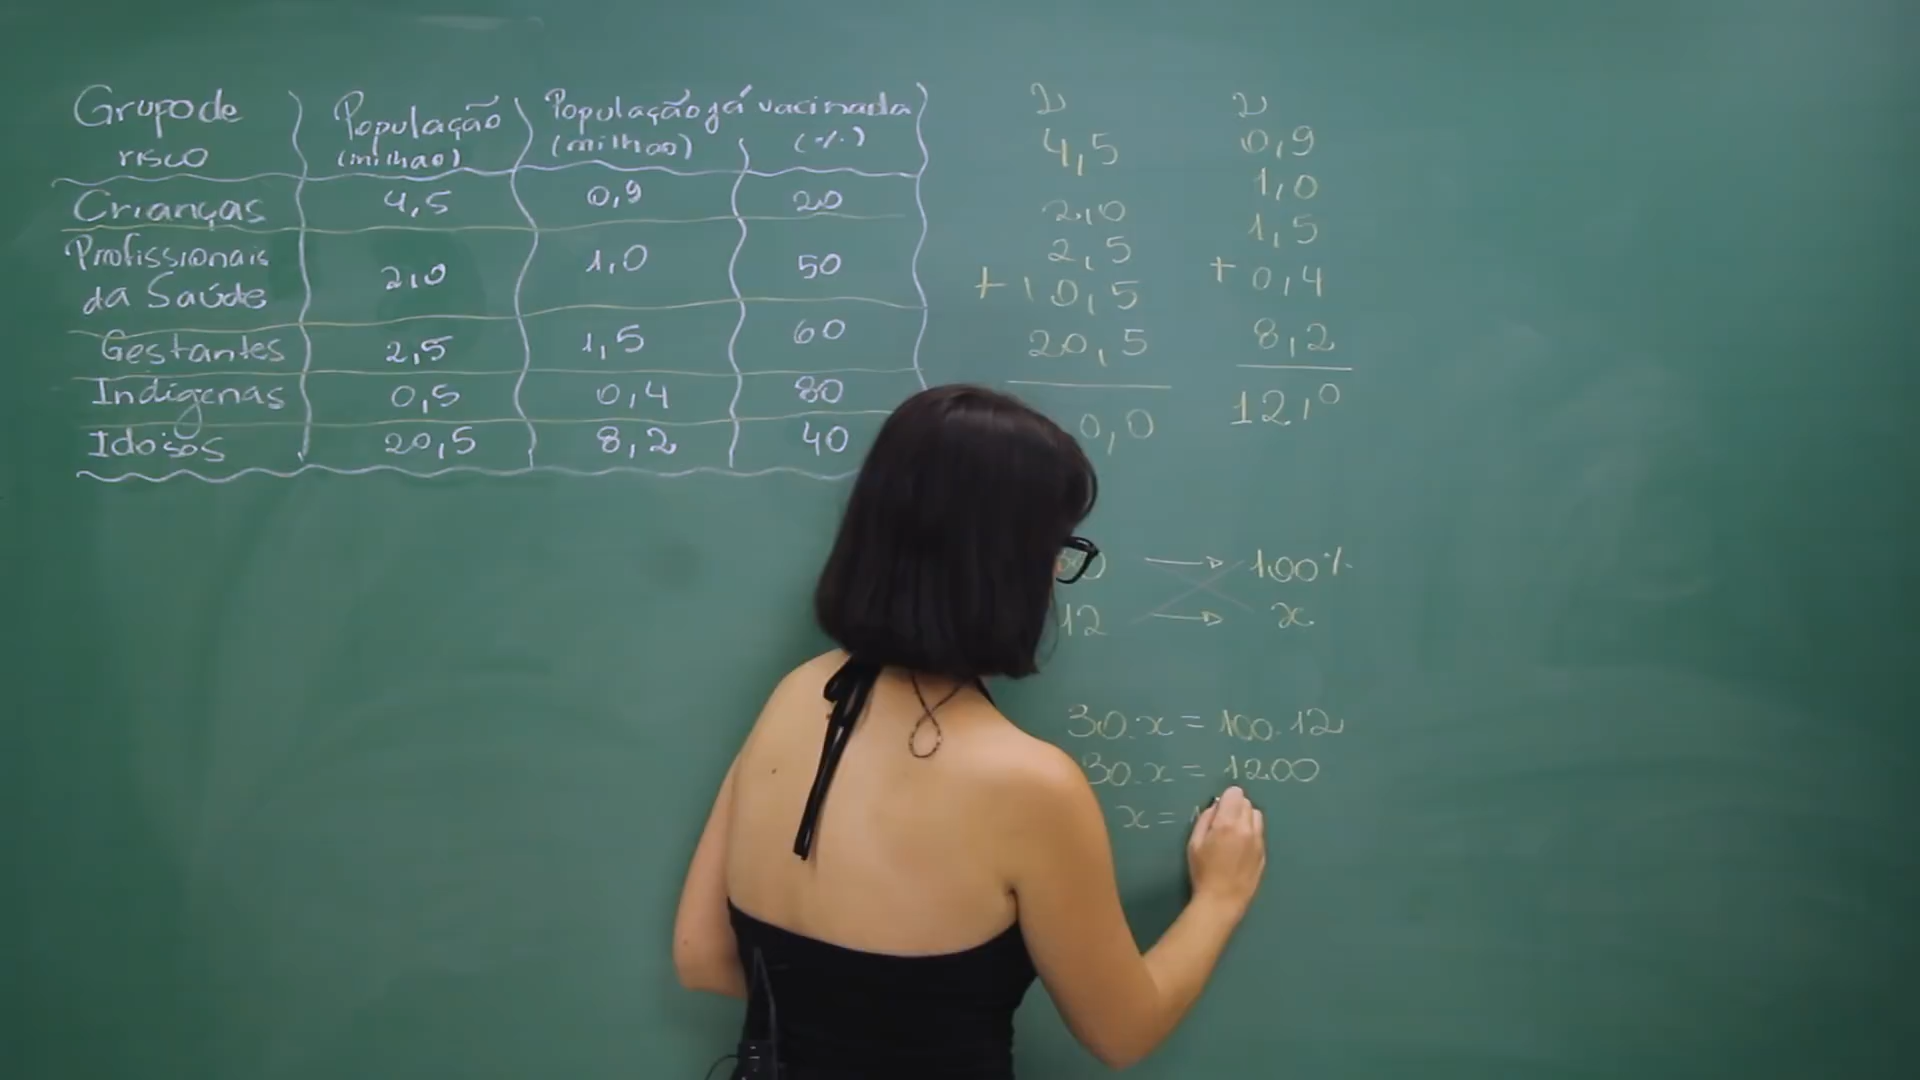 Grupo de risco | População (milhão) | População já vacinada (milhão) | (%)
Crianças | 4,5 | 0,9 | 20
Profissionais da Saúde | 2,0 | 1,0 | 50
Gestantes | 2,5 | 1,5 | 60
Indígenas | 0,5 | 0,4 | 80
Idosos | 20,5 | 8,2 | 40
4,5
2,0
2,5
+ 0,5
20,5
0,0
0,9
1,0
1,5
+ 0,4
8,2
12,0
→ 100%
12 → x
30.x = 100.12
30.x = 1200
x =